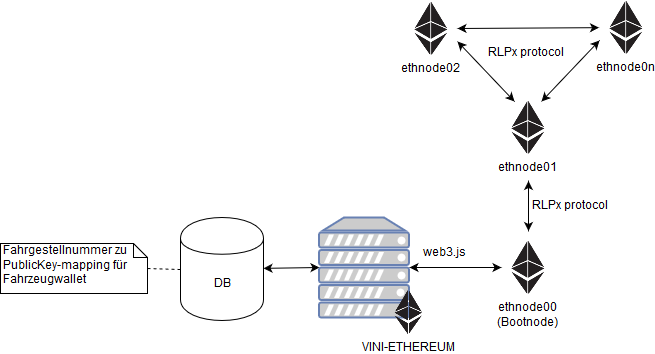 RLPx protocol
ethnode02
ethnode0n
ethnode01
RLPx protocol
Fahrgestellnummer zu
PublicKey-mapping für
Fahrzeugwallet
DB
web3.js
ethnode00
(Bootnode)
VINI-ETHEREUM